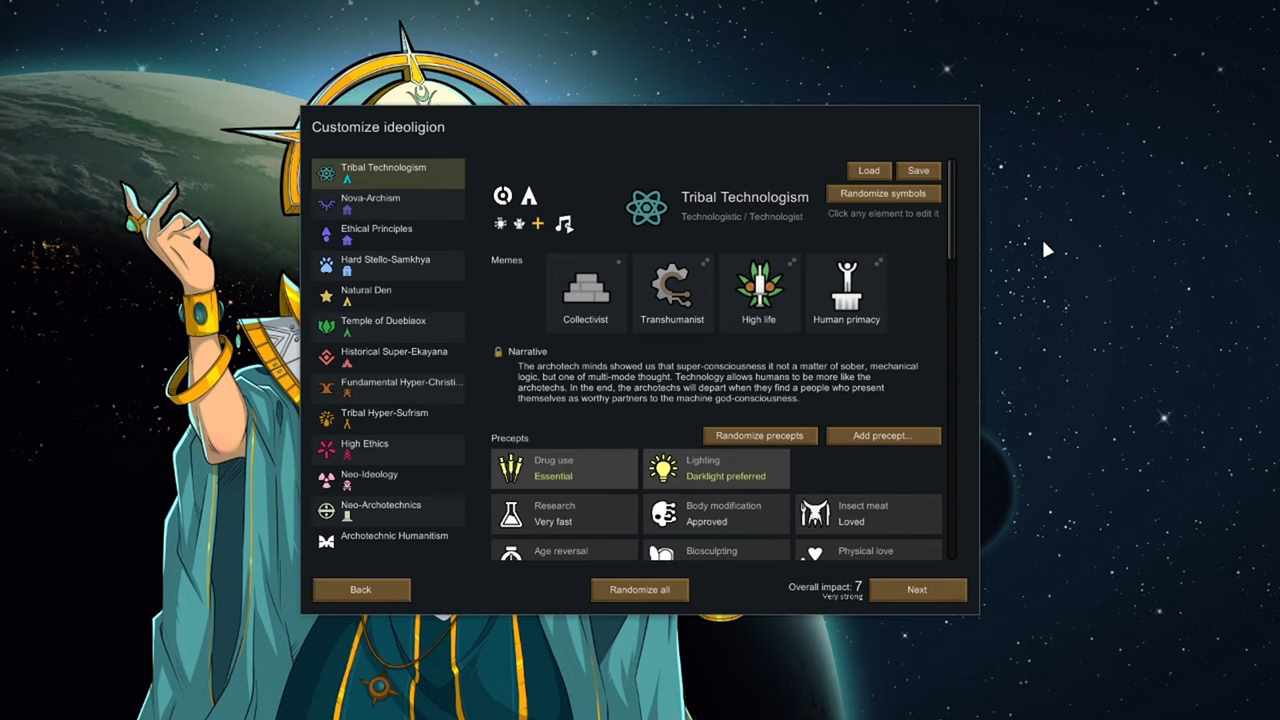 Customize ideoligion
Tribal Technologism
Nova-Archism
Ethical Principles
Hard Stello-Samkhya
Natural Den
Temple of Duebiaox
Historical Super-Ekayana
Fundamental Hyper-Christi...
Tribal Hyper-Sufrism
High Ethics
Neo-Ideology
Neo-Archotechnics
Archotechnic Humanitism
Load
Save
Tribal Technologism
Technologistic / Technologist
Randomize symbols
Click any element to edit it
Memes
Collectivist
Transhumanist
High life
Human primacy
Narrative
The archotech minds showed us that super-consciousness it not a matter of sober, mechanical
logic, but one of multi-mode thought. Technology allows humans to be more like the
archotechs. In the end, the archotechs will depart when they find a people who present
themselves as worthy partners to the machine god-consciousness.
Precepts
Randomize precepts
Add precept...
Drug use
Essential
Lighting
Darklight preferred
Research
Very fast
Body modification
Approved
Insect meat
Loved
Age reversal
Biosculpting
Physical love
Back
Randomize all
Overall impact: 7
Very strong
Next